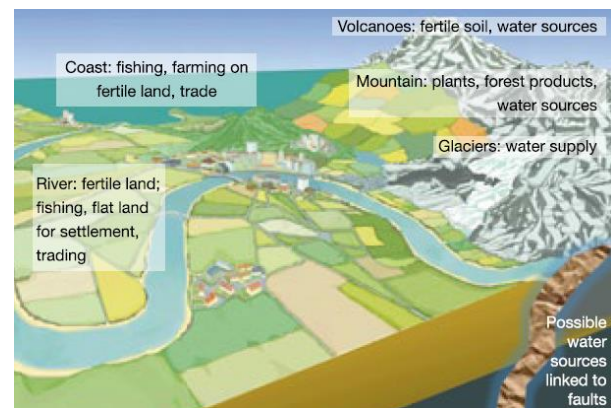 Volcanoes: fertile soil, water sources
Coast: fishing, farming on
fertile land, trade
Mountain: plants, forest products,
water sources
Glaciers: water supply
River: fertile land;
fishing, flat land
for settlement,
trading
Possible
water
sources
linked to
faults